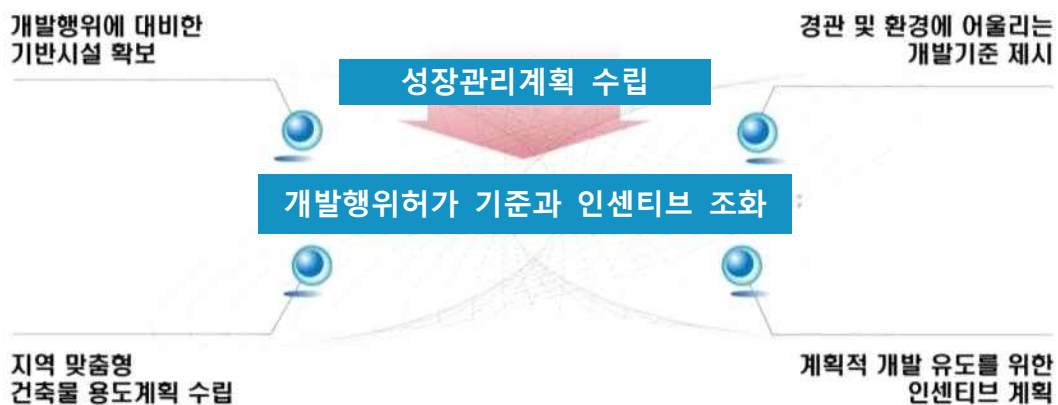 개발행위에 대비한
기반시설 확보
경관 및 환경에 어울리는
개발기준 제시
성장관리계획 수립
개발행위허가 기준과 인센티브 조화
지역 맞춤형
건축물 용도계획 수립
계획적 개발 유도를 위한
인센티브 계획